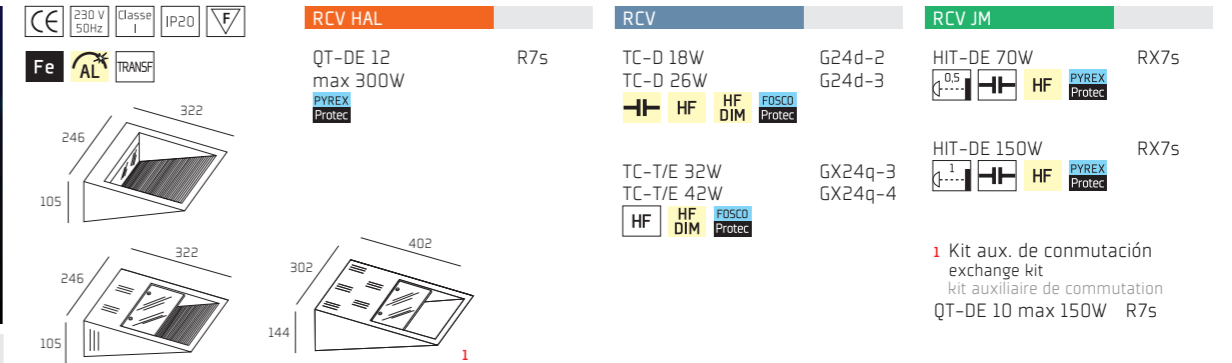 CE
230 V
50Hz
Classe
I
IP20
F
Fe
AL
TRANSF
322
246
105
322
246
105
402
302
144
1
RCV HAL
QT-DE 12 R7s
max 300W
PYREX
Protec
RCV
TC-D 18W G24d-2
TC-D 26W G24d-3
HF
HF
DIM
FOSCO
Protec
TC-T/E 32W GX24q-3
TC-T/E 42W GX24q-4
HF
HF
DIM
FOSCO
Protec
RCV JM
HIT-DE 70W RX7s
0,5
HF
PYREX
Protec
HIT-DE 150W RX7s
1
HF
PYREX
Protec
1 Kit aux. de conmutación
exchange kit
kit auxiliaire de commutation
QT-DE 10 max 150W R7s